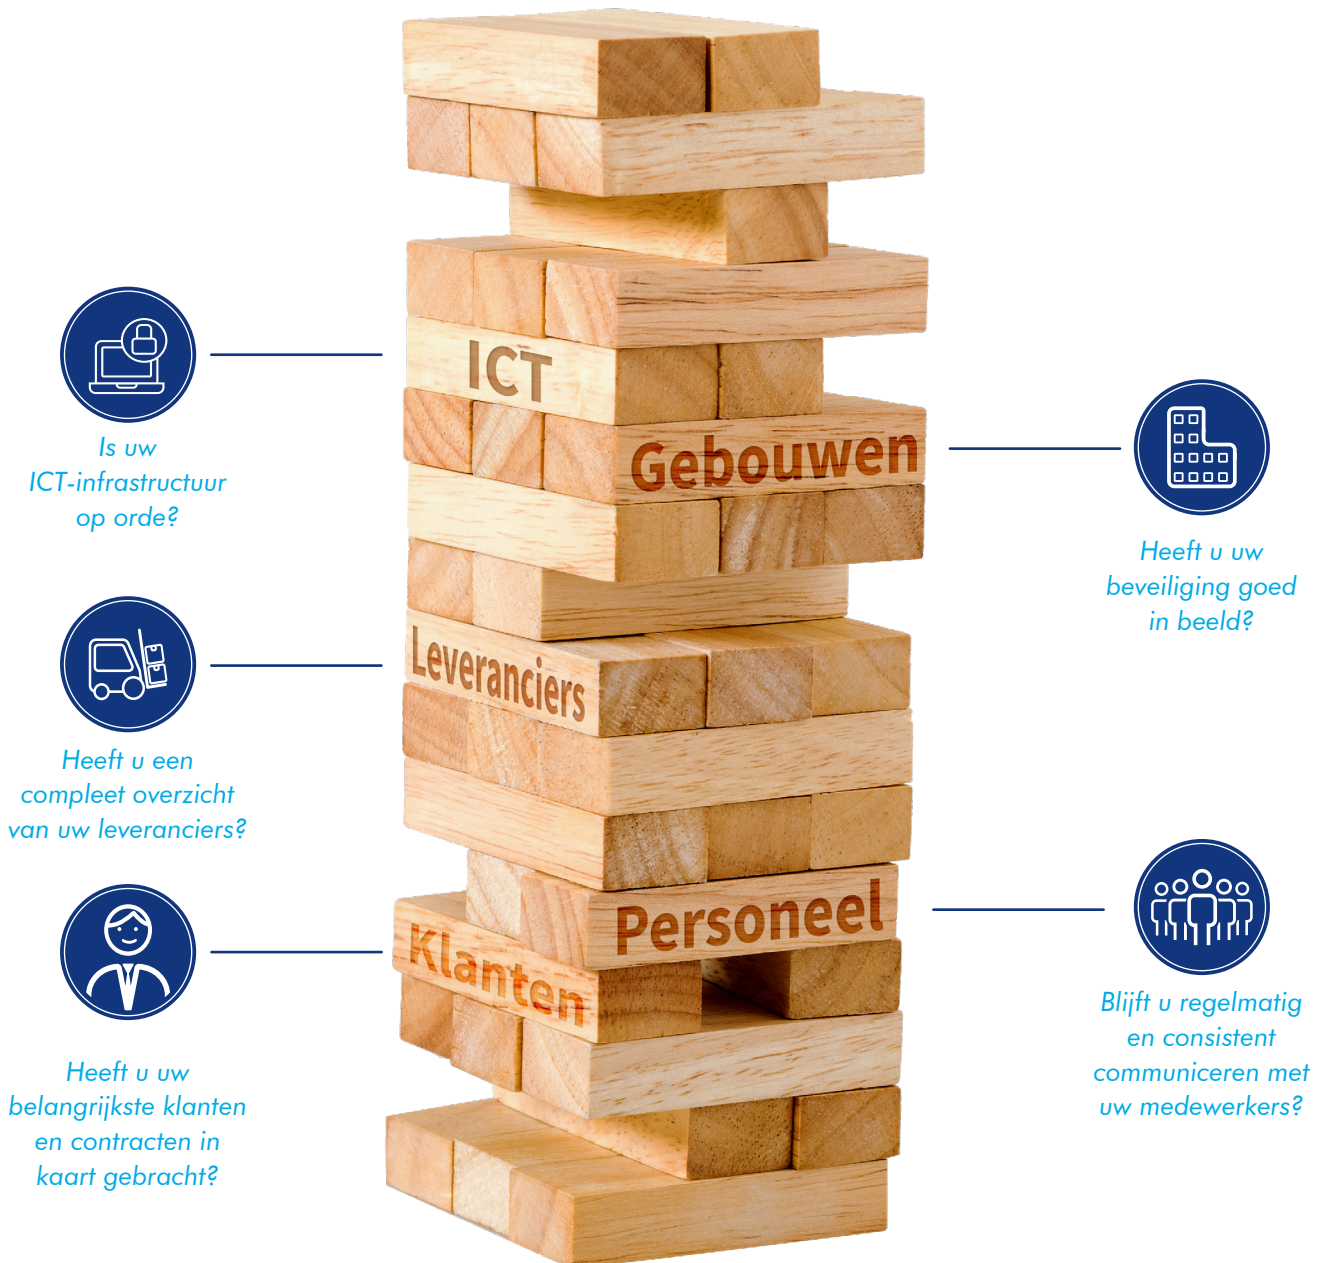 ICT
Is uw
ICT-infrastructuur
op orde?
Gebouwen
Heeft u uw
beveiliging goed
in beeld?
Leveranciers
Heeft u een
compleet overzicht
van uw leveranciers?
Personeel
Blijft u regelmatig
en consistent
communiceren met
uw medewerkers?
Klanten
Heeft u uw
belangrijkste klanten
en contracten in
kaart gebracht?